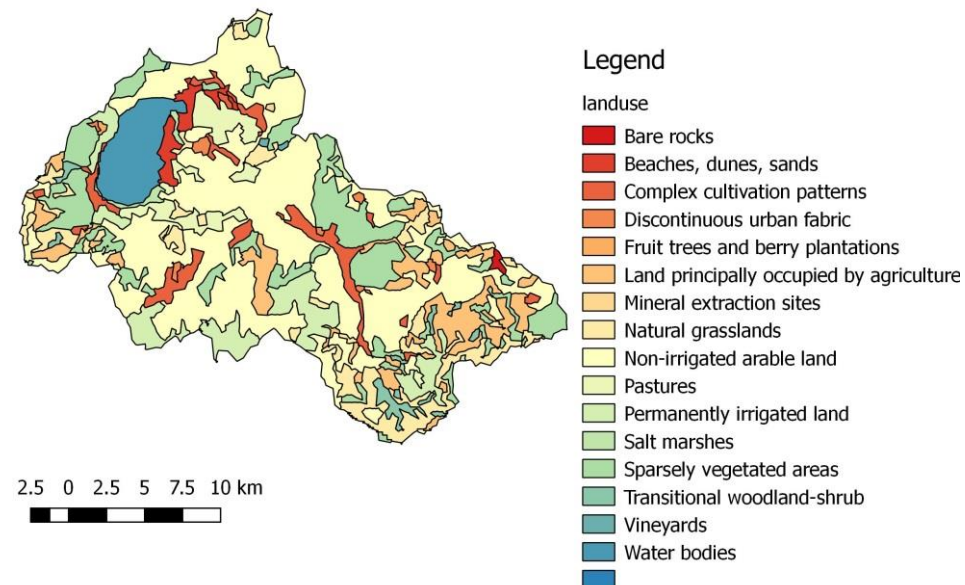 Legend
landuse
Bare rocks
Beaches, dunes, sands
Complex cultivation patterns
Discontinuous urban fabric
Fruit trees and berry plantations
Land principally occupied by agriculture
Mineral extraction sites
Natural grasslands
Non-irrigated arable land
Pastures
Permanently irrigated land
Salt marshes
Sparsely vegetated areas
Transitional woodland-shrub
Vineyards
Water bodies
2.5 0 2.5 5 7.5 10 km